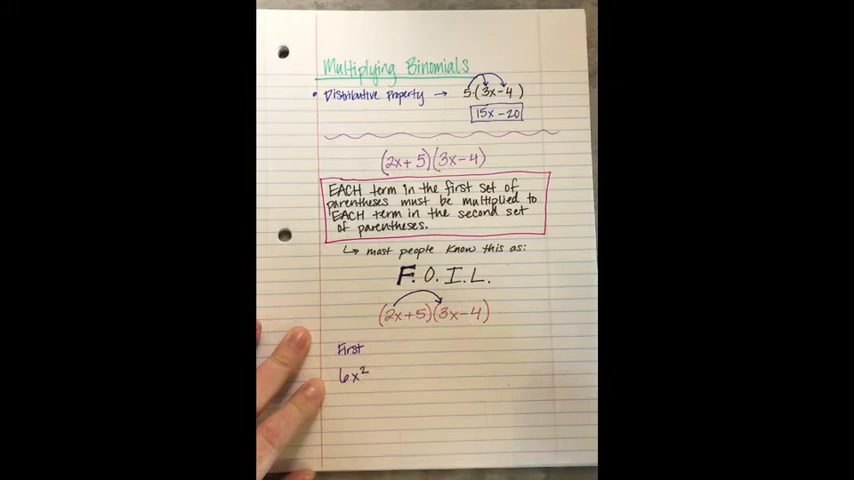 Multiplying Binomials
• Distributive Property → 5·(3x-4)
15x - 20
(2x+5)(3x-4)
EACH term in the first set of
parentheses must be multiplied to
EACH term in the second set
of parentheses.
↳ most people know this as:
F.O.I.L.
(2x+5)(3x-4)
First
6x²